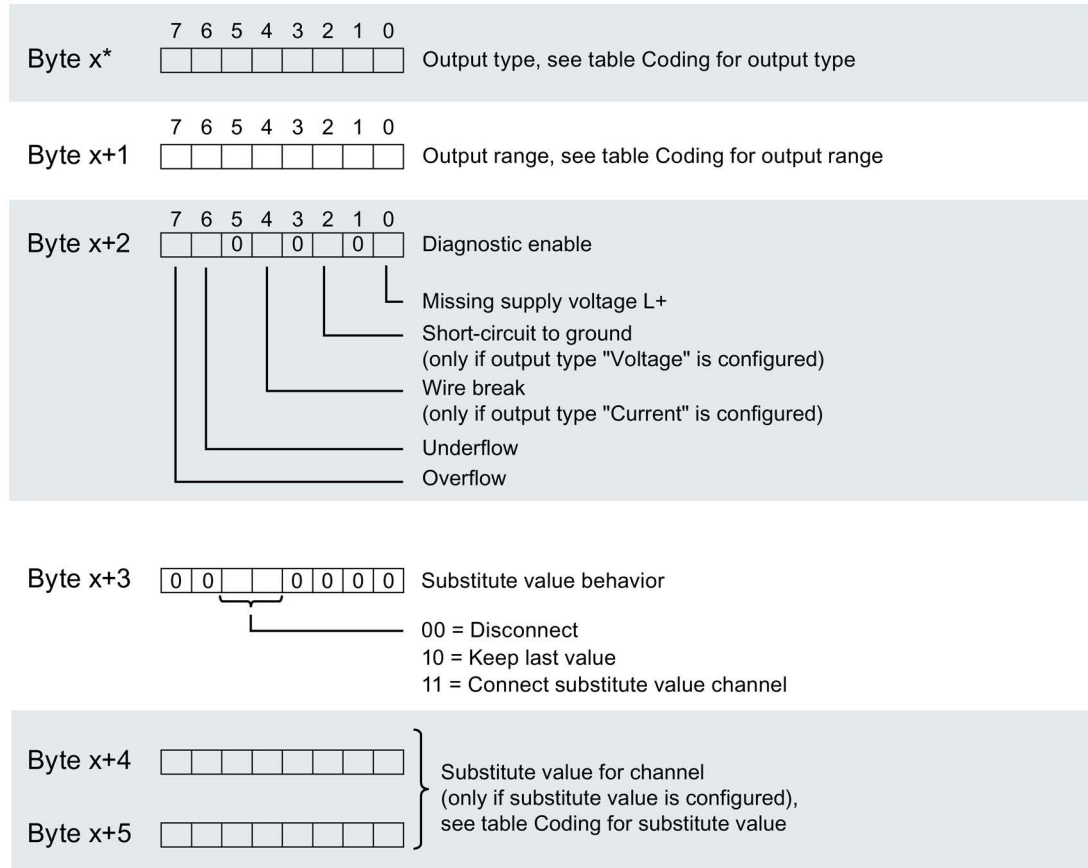 7 6 5 4 3 2 1 0
Byte x* Output type, see table Coding for output type
7 6 5 4 3 2 1 0
Byte x+1 Output range, see table Coding for output range
7 6 5 4 3 2 1 0
Byte x+2 0 0 0 Diagnostic enable
Missing supply voltage L+
Short-circuit to ground
(only if output type "Voltage" is configured)
Wire break
(only if output type "Current" is configured)
Underflow
Overflow
Byte x+3 0 0 0 0 0 0 Substitute value behavior
00 = Disconnect
10 = Keep last value
11 = Connect substitute value channel
Byte x+4
Substitute value for channel
(only if substitute value is configured),
see table Coding for substitute value
Byte x+5